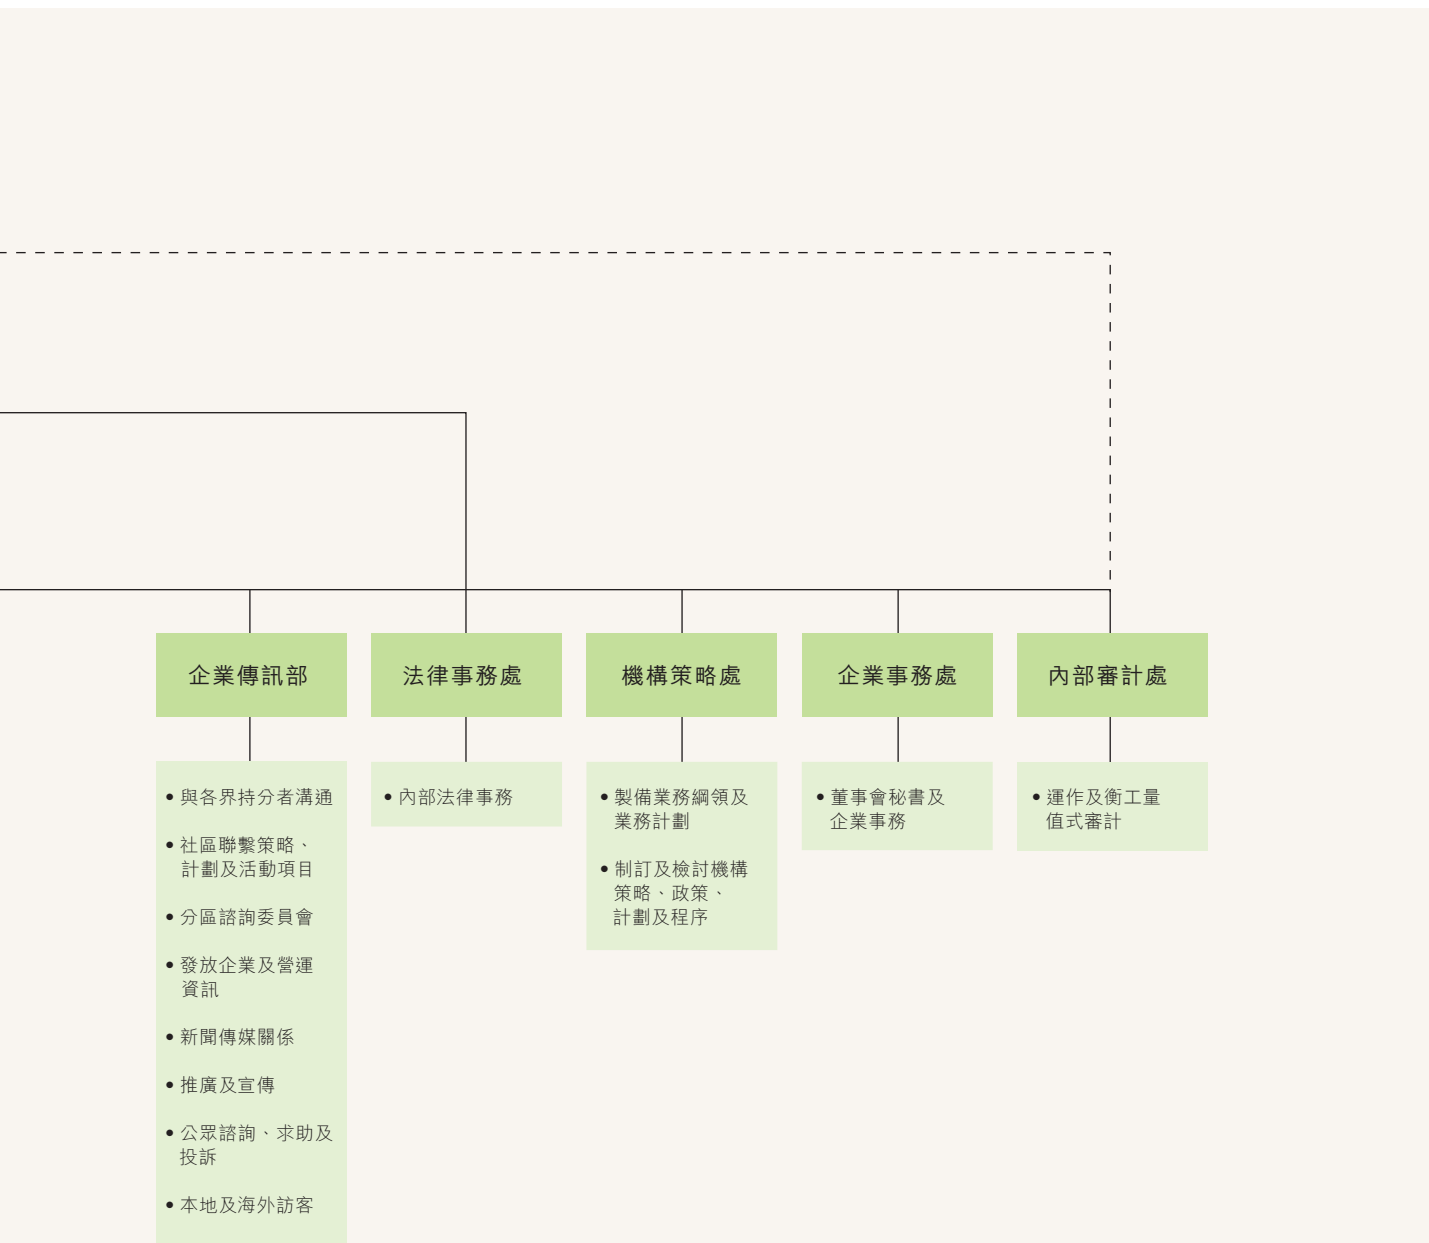 企業傳訊部
法律事務處
機構策略處
企業事務處
內部審計處
• 與各界持分者溝通
• 社區聯繫策略、
計劃及活動項目
• 分區諮詢委員會
• 發放企業及營運
資訊
• 新聞傳媒關係
• 推廣及宣傳
• 公眾諮詢、求助及
投訴
• 本地及海外訪客
• 內部法律事務
• 製備業務綱領及
業務計劃
• 制訂及檢討機構
策略、政策、
計劃及程序
• 董事會秘書及
企業事務
• 運作及衡工量
值式審計